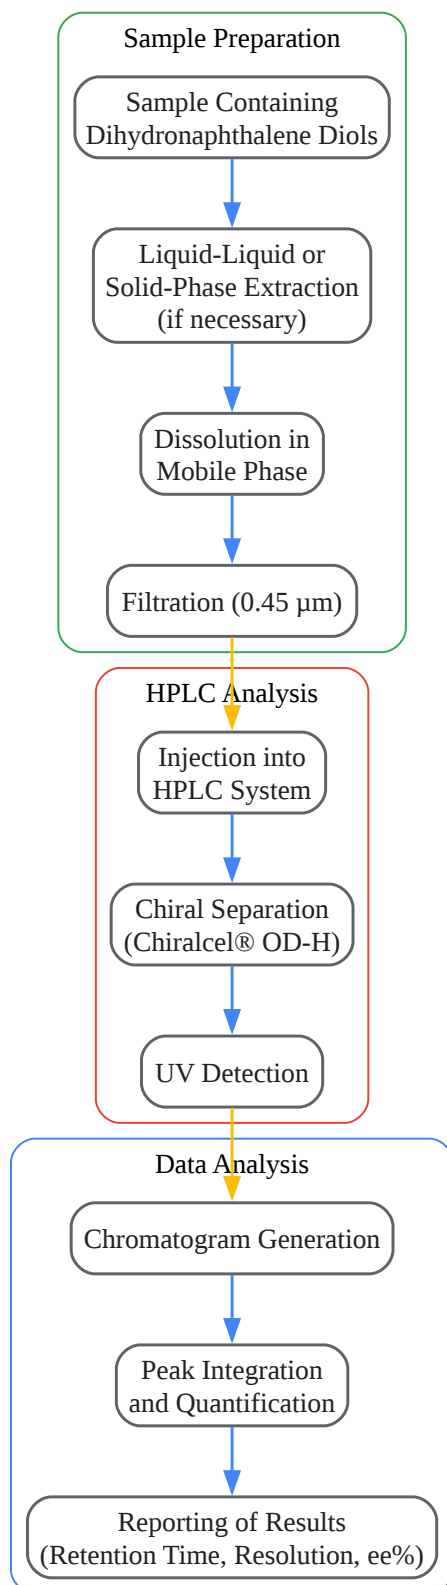 Sample Preparation
Sample Containing
Dihydronaphthalene Diols
Liquid-Liquid or
Solid-Phase Extraction
(if necessary)
Dissolution in
Mobile Phase
Filtration (0.45 µm)
HPLC Analysis
Injection into
HPLC System
Chiral Separation
(Chiralcel® OD-H)
UV Detection
Data Analysis
Chromatogram Generation
Peak Integration
and Quantification
Reporting of Results
(Retention Time, Resolution, ee%)